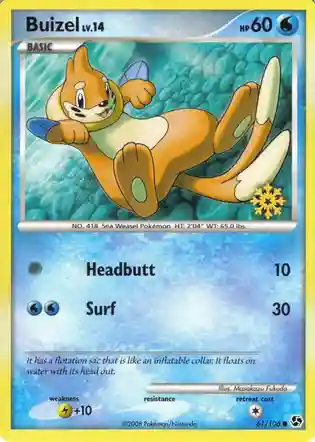 Buizel LV.14 HP 60
BASIC
NO. 418 Sea Weasel Pokémon HT: 2'04" WT: 65.0 lbs.
Headbutt 10
Surf 30
It has a flotation sac that is like an inflatable collar. It floats
on water with its head out.
Illus. Masakazu Fukuda
weakness resistance retreat cost
+10
©2008 Pokémon/Nintendo 61/106